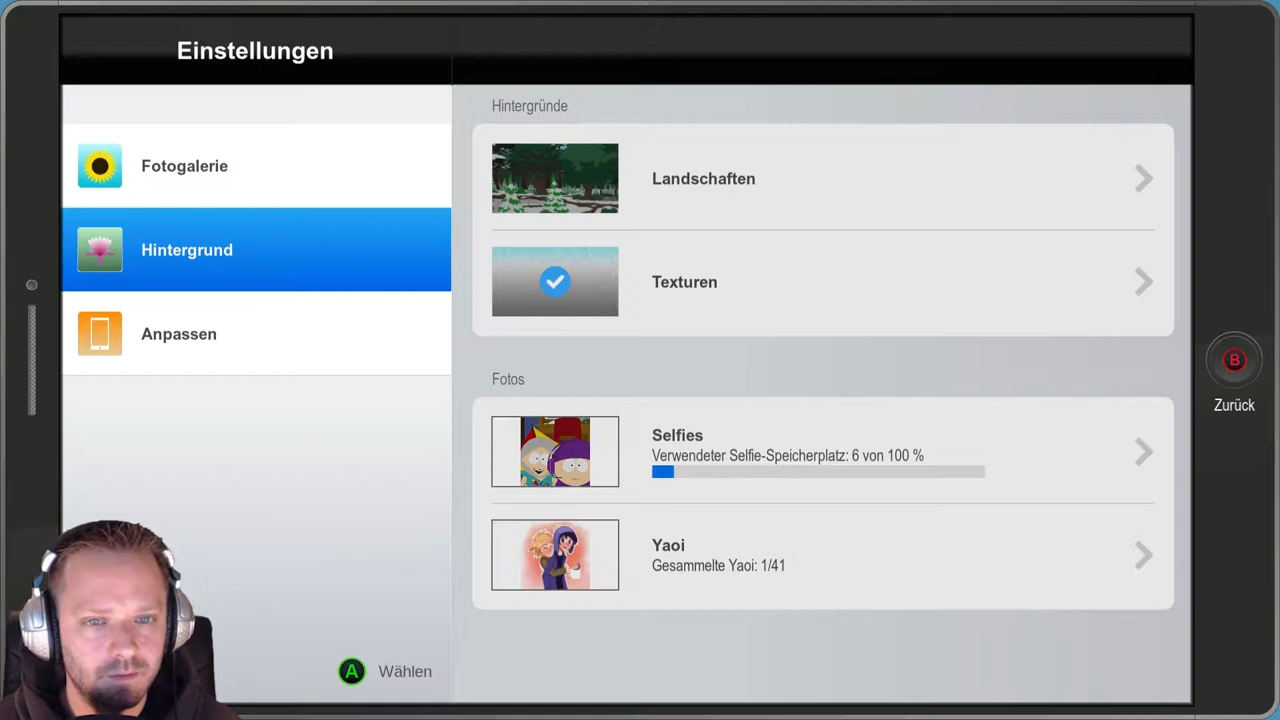 Einstellungen
Fotogalerie
Hintergrund
Anpassen
A Wählen
Hintergründe
Landschaften
Texturen
Fotos
Selfies
Verwendeter Selfie-Speicherplatz: 6 von 100 %
Yaoi
Gesammelte Yaoi: 1/41
B
Zurück